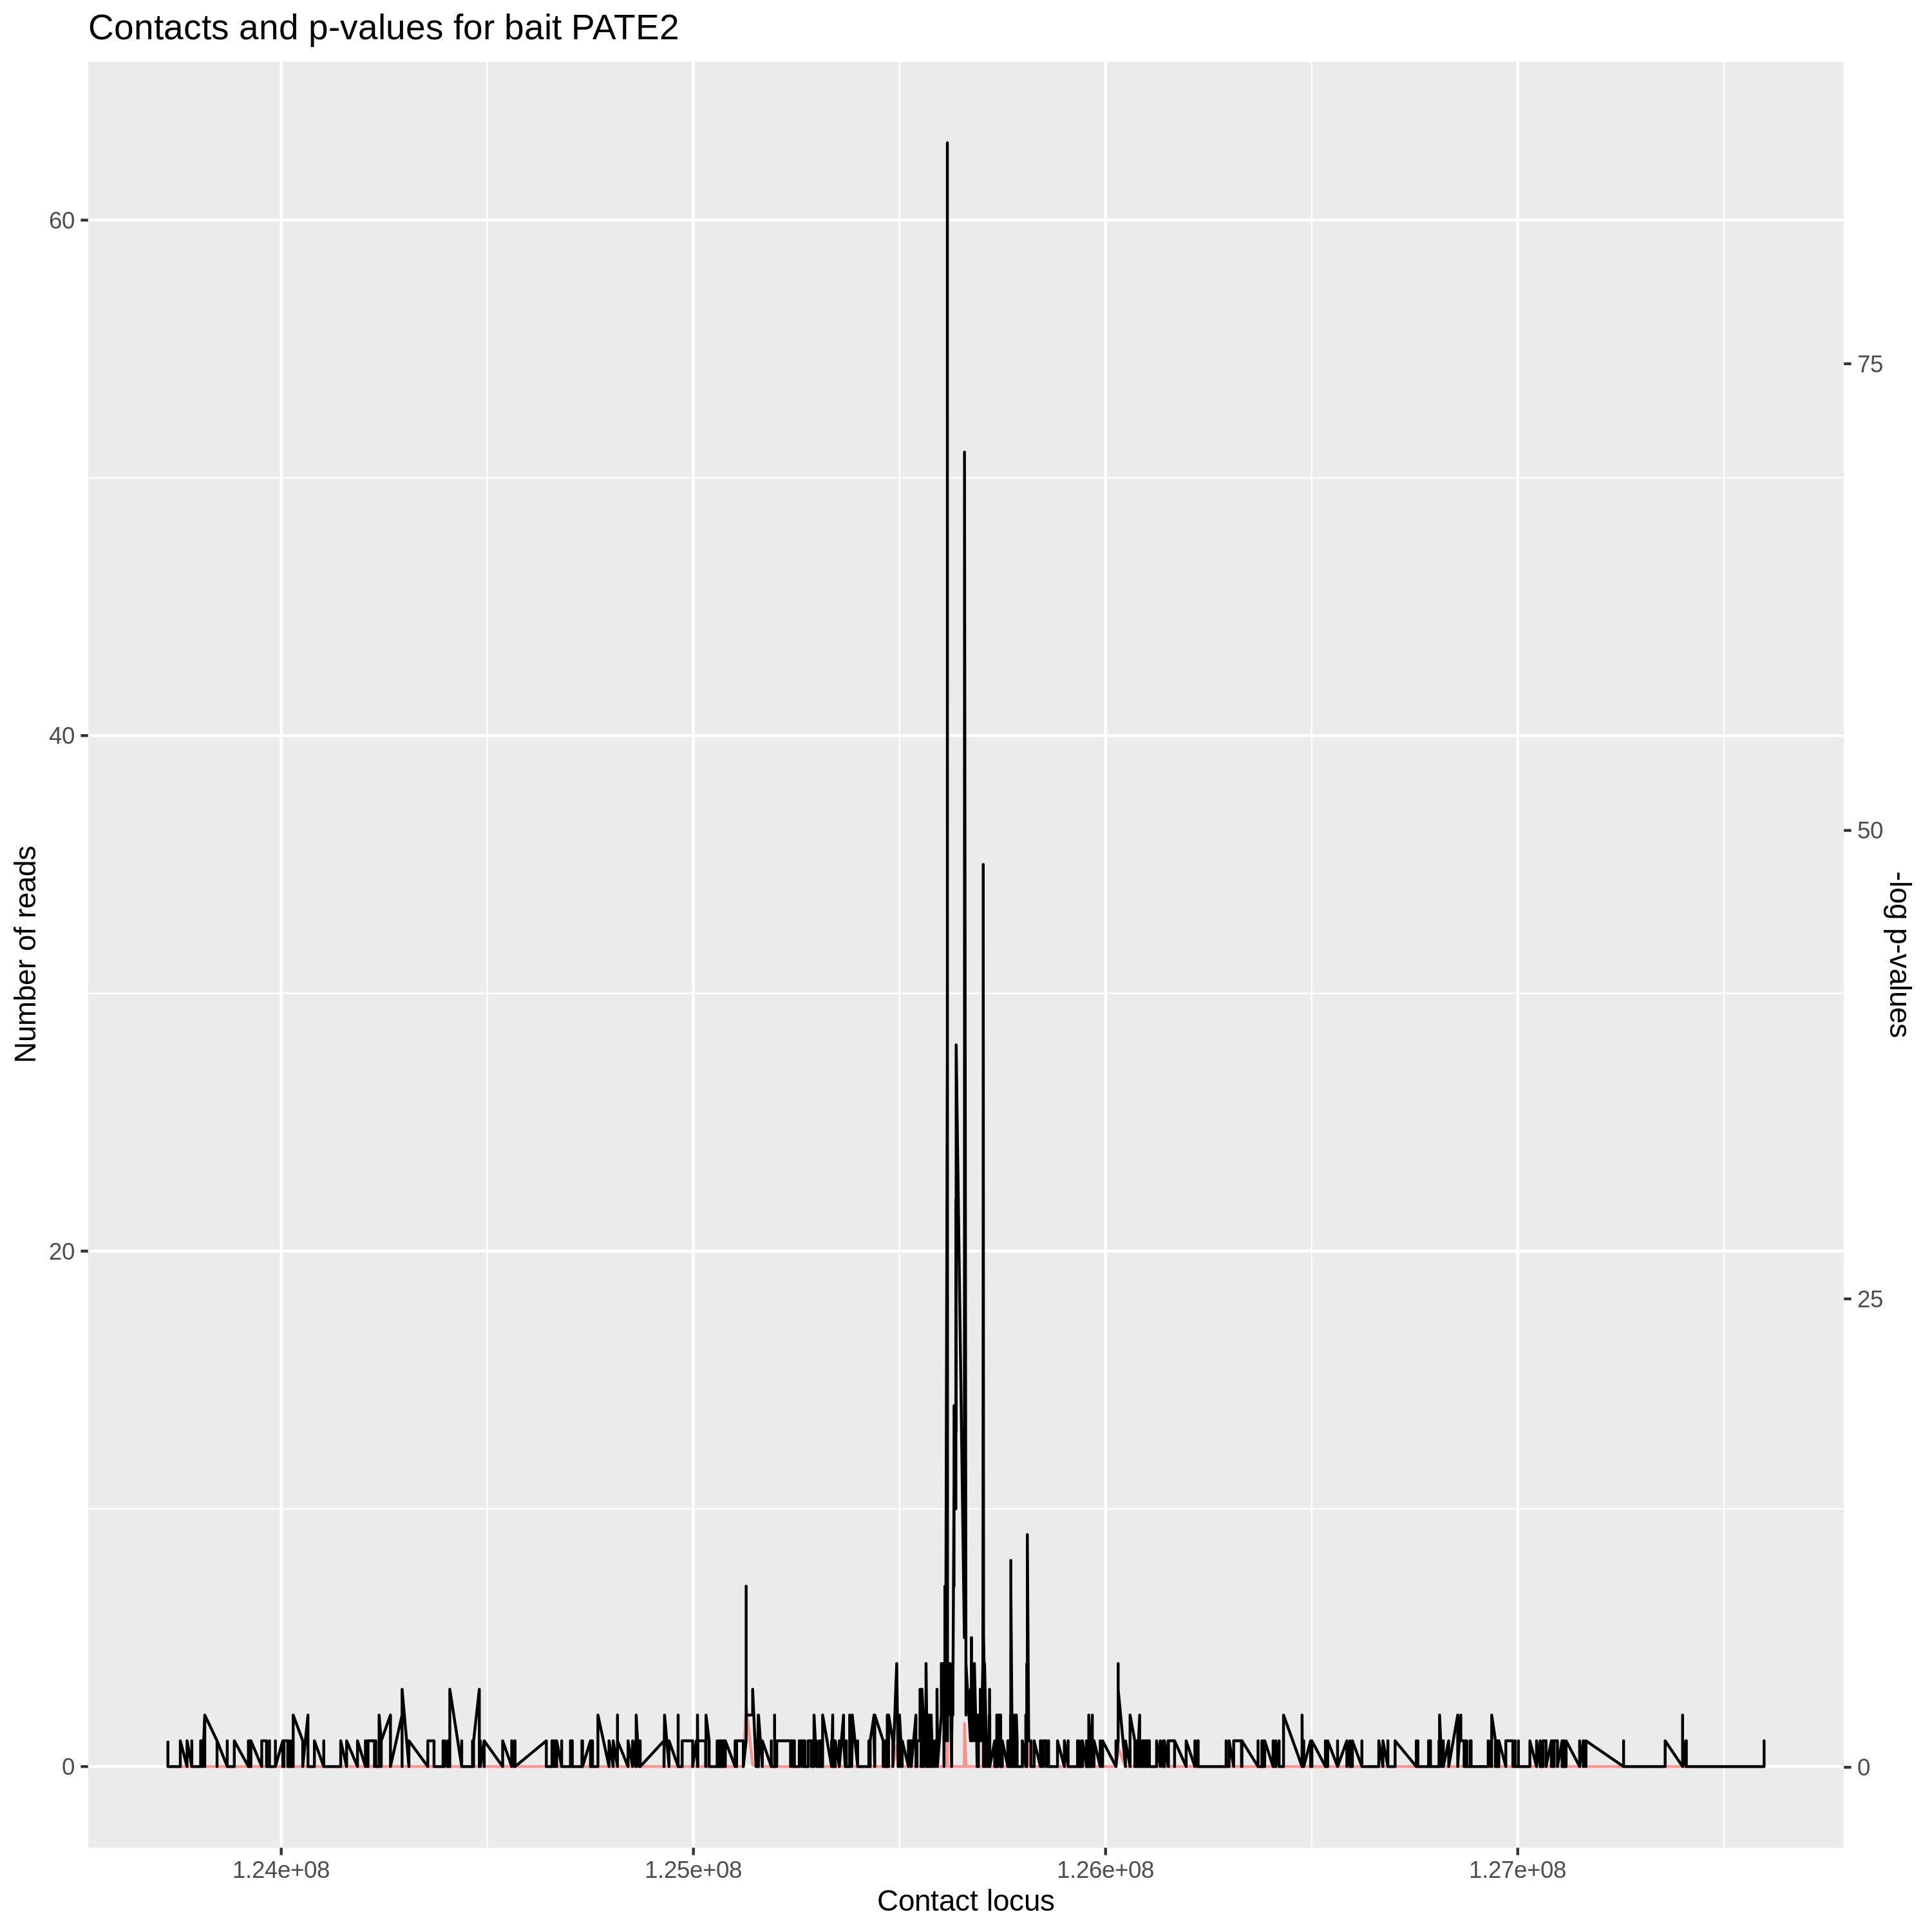 Contacts and p-values for bait PATE2
60
40
20
0
75
50
25
0
Number of reads
-log p-values
1.24e+08
1.25e+08
1.26e+08
1.27e+08
Contact locus